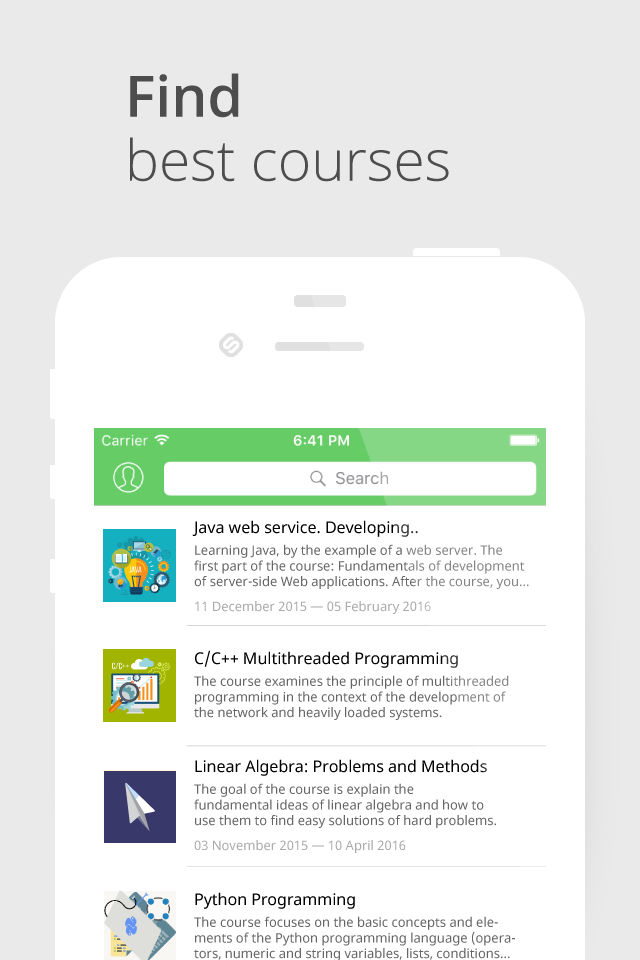 Find
best courses
Carrier
6:41 PM
Search
Java web service. Developing..
Learning Java, by the example of a web server. The
first part of the course: Fundamentals of development
of server-side Web applications. After the course, you...
11 December 2015 — 05 February 2016
JAVA
C/C++ Multithreaded Programming
The course examines the principle of multithreaded
programming in the context of the development of
the network and heavily loaded systems.
C/C++
Linear Algebra: Problems and Methods
The goal of the course is explain the
fundamental ideas of linear algebra and how to
use them to find easy solutions of hard problems.
03 November 2015 — 10 April 2016
Python Programming
The course focuses on the basic concepts and ele-
ments of the Python programming language (opera-
tors, numeric and string variables, lists, conditions...